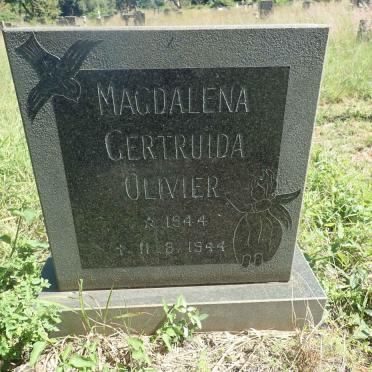 MAGDALENA
GERTRUIDA
OLIVIER
* 1944
+ 11.8.1944